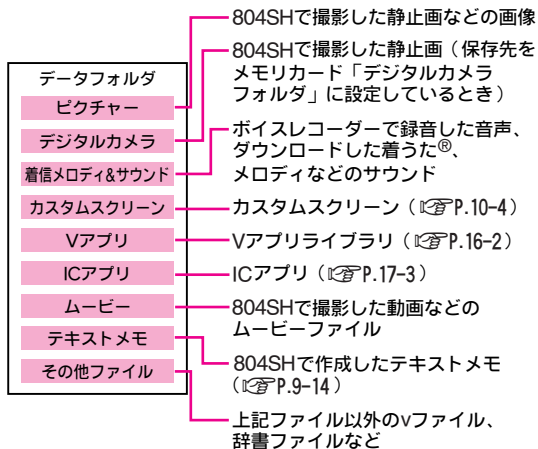 804SHで撮影した静止画などの画像
804SHで撮影した静止画（保存先を
メモリカード「デジタルカメラ
フォルダ」に設定しているとき）
データフォルダ
ピクチャー
デジタルカメラ
着信メロディ&サウンド
カスタムスクリーン
Vアプリ
ICアプリ
ムービー
テキストメモ
その他ファイル
ボイスレコーダーで録音した音声、
ダウンロードした着うた®、
メロディなどのサウンド
カスタムスクリーン（☞P.10-4）
Vアプリライブラリ（☞P.16-2）
ICアプリ（☞P.17-3）
804SHで撮影した動画などの
ムービーファイル
804SHで作成したテキストメモ
（☞P.9-14）
上記ファイル以外のvファイル、
辞書ファイルなど